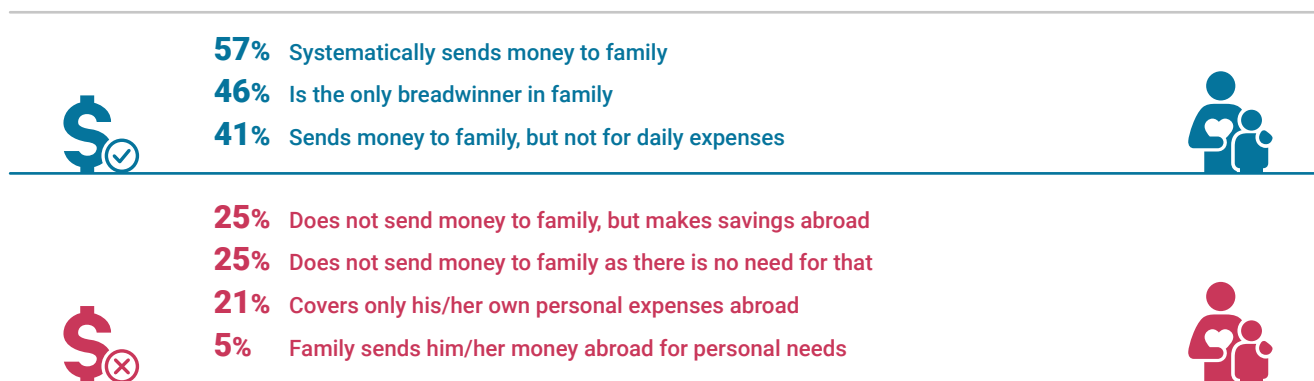 57% Systematically sends money to family
46% Is the only breadwinner in family
41% Sends money to family, but not for daily expenses
25% Does not send money to family, but makes savings abroad
25% Does not send money to family as there is no need for that
21% Covers only his/her own personal expenses abroad
5% Family sends him/her money abroad for personal needs